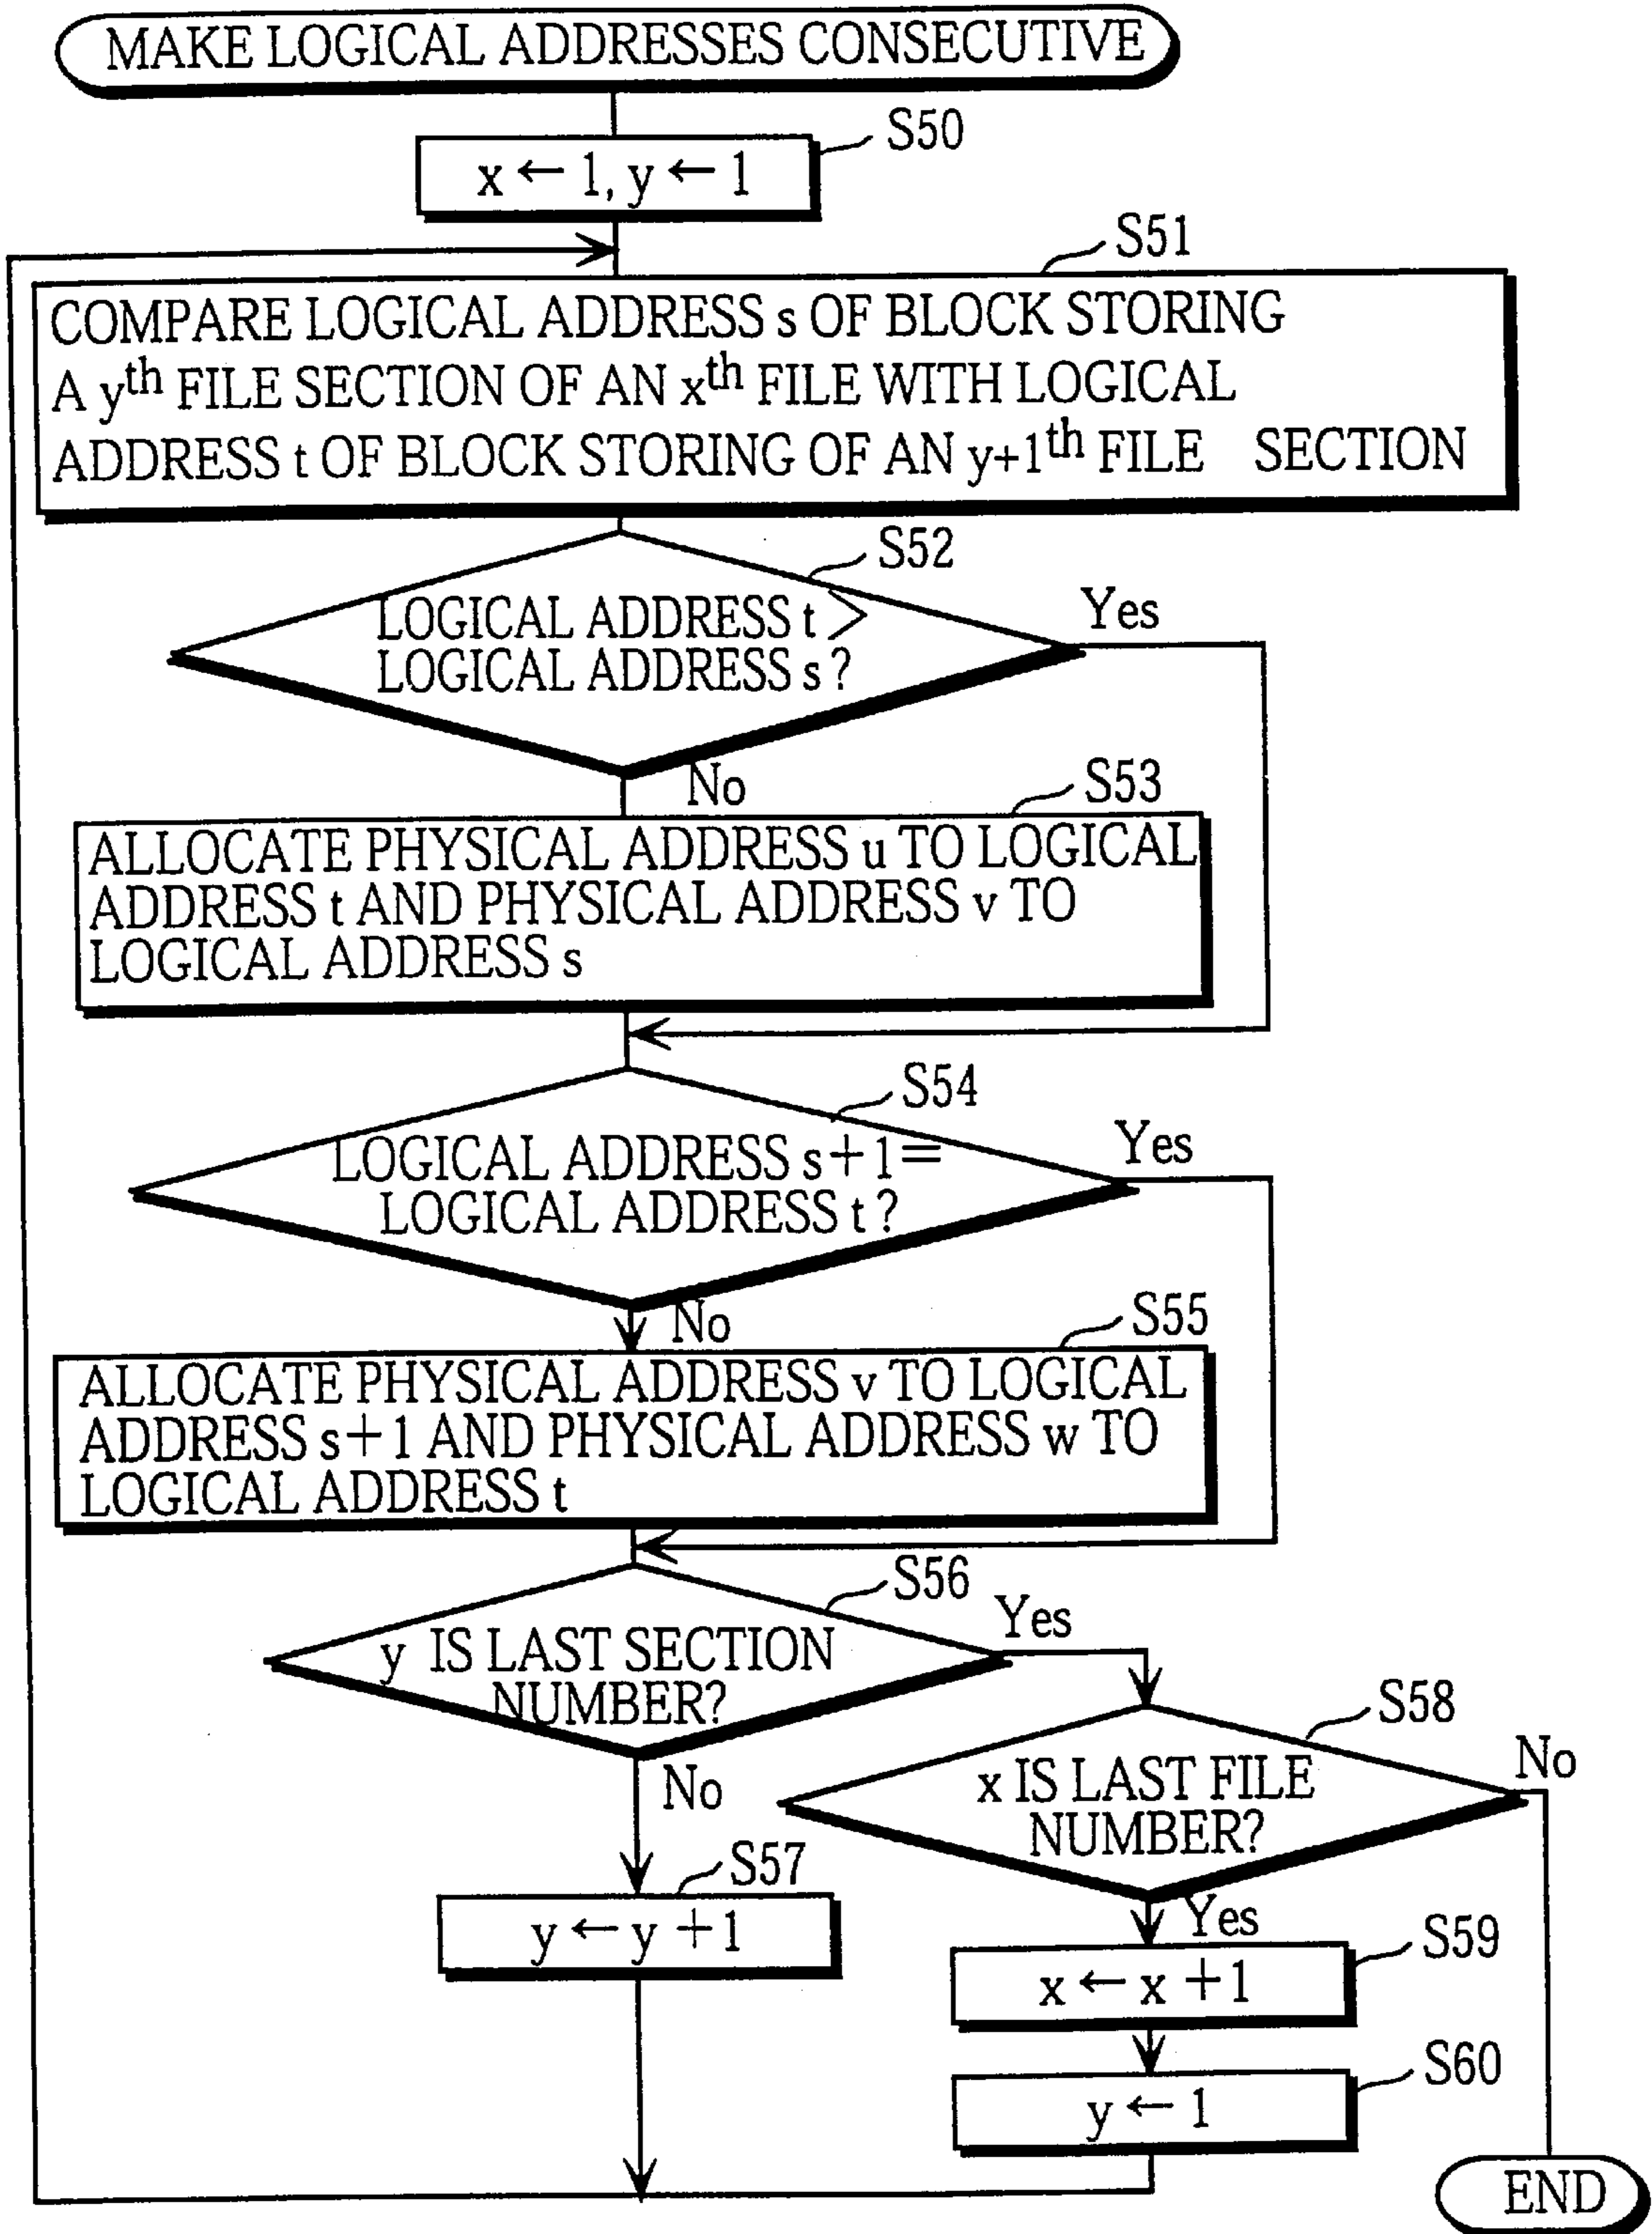 MAKE LOGICAL ADDRESSES CONSECUTIVE
S50
x ← 1, y ← 1
S51
COMPARE LOGICAL ADDRESS s OF BLOCK STORING
A yth FILE SECTION OF AN xth FILE WITH LOGICAL
ADDRESS t OF BLOCK STORING OF AN y+1th FILE SECTION
S52
LOGICAL ADDRESS t >
LOGICAL ADDRESS s ?
Yes
No
S53
ALLOCATE PHYSICAL ADDRESS u TO LOGICAL
ADDRESS t AND PHYSICAL ADDRESS v TO
LOGICAL ADDRESS s
S54
LOGICAL ADDRESS s+1=
LOGICAL ADDRESS t ?
Yes
No
S55
ALLOCATE PHYSICAL ADDRESS v TO LOGICAL
ADDRESS s+1 AND PHYSICAL ADDRESS w TO
LOGICAL ADDRESS t
S56
y IS LAST SECTION
NUMBER?
Yes
No
S58
x IS LAST FILE
NUMBER?
No
Yes
S57
y ← y +1
S59
x ← x +1
S60
y ← 1
END